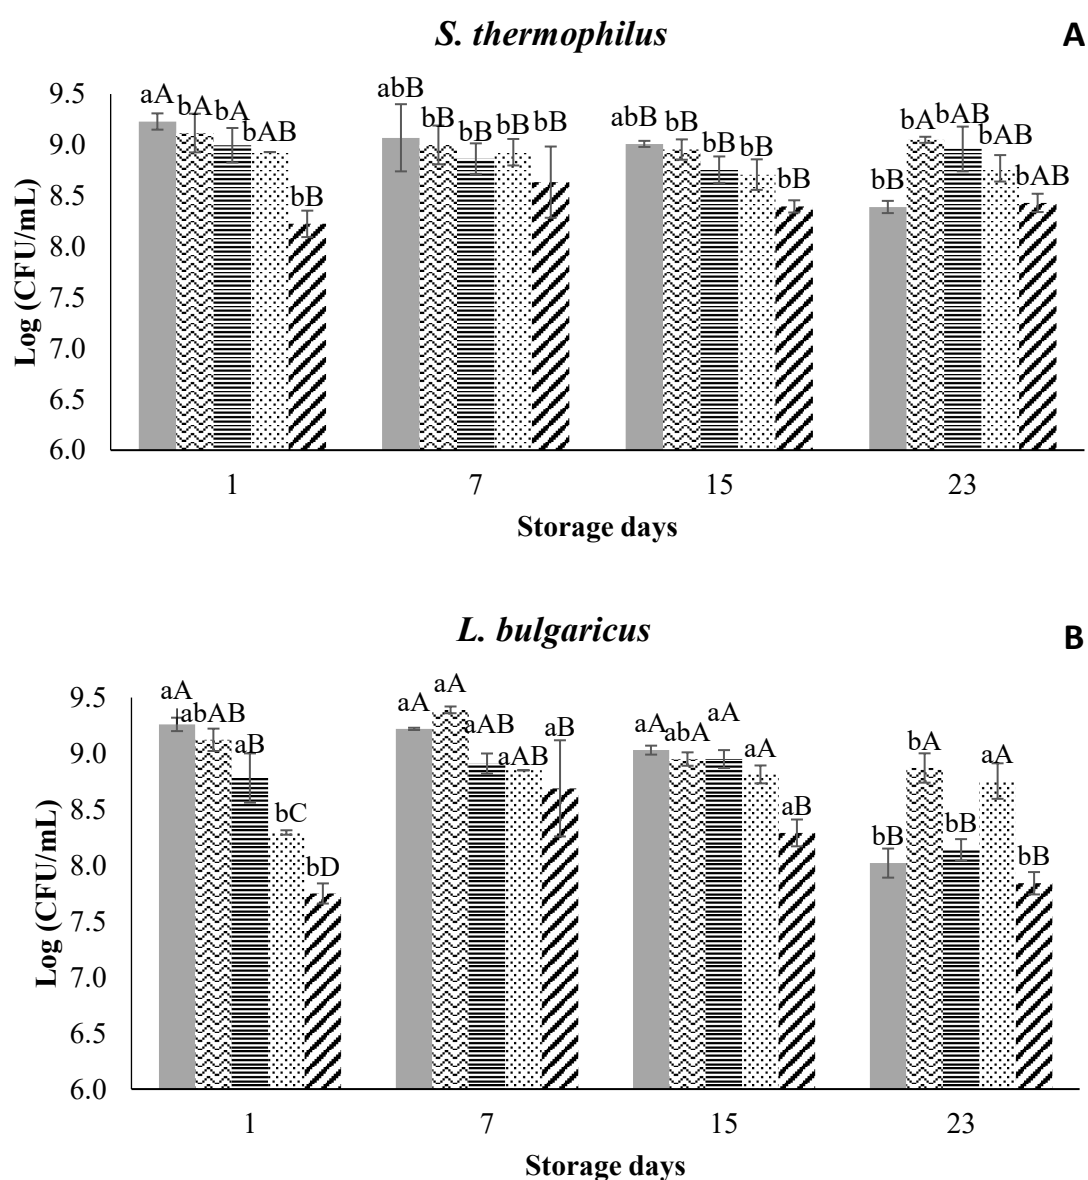 S. thermophilus
A
Log (CFU/mL)
9.5
9.0
8.5
8.0
7.5
7.0
6.5
6.0
aA bA bA bAB bB
abB bB bB bB bB
abB bB bB bB bB
bB bA bAB bAB bAB
1 7 15 23
Storage days
L. bulgaricus
B
Log (CFU/mL)
9.5
9.0
8.5
8.0
7.5
7.0
6.5
6.0
aA abAB aB bC bD
aA aA aAB aAB aB
aA abA aA aA aB
bB bA bB aA bB
1 7 15 23
Storage days